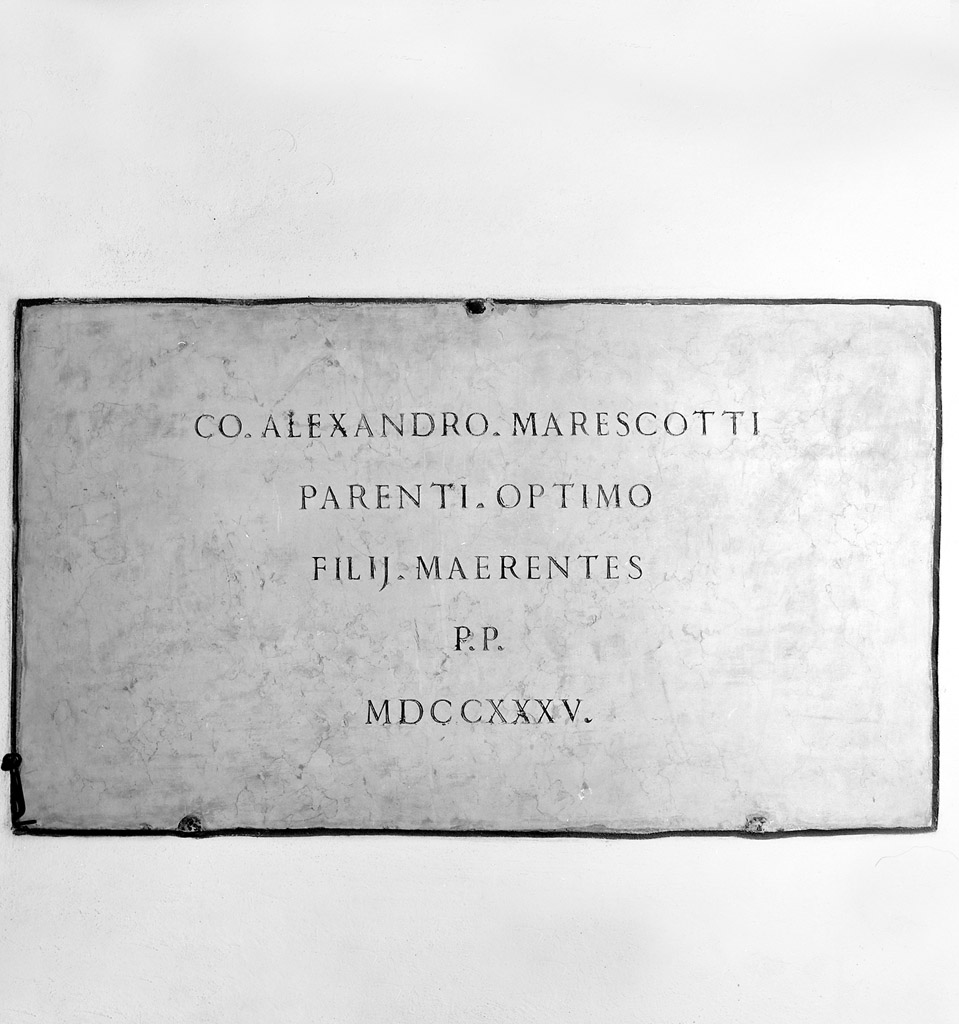 CO. ALEXANDRO. MARESCOTTI
PARENTI. OPTIMO
FILIJ. MAERENTES
P.P.
MDCCXXXV.